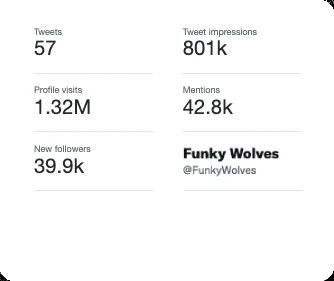 Tweets
57
Tweet impressions
801k
Profile visits
1.32M
Mentions
42.8k
New followers
39.9k
Funky Wolves
@FunkyWolves